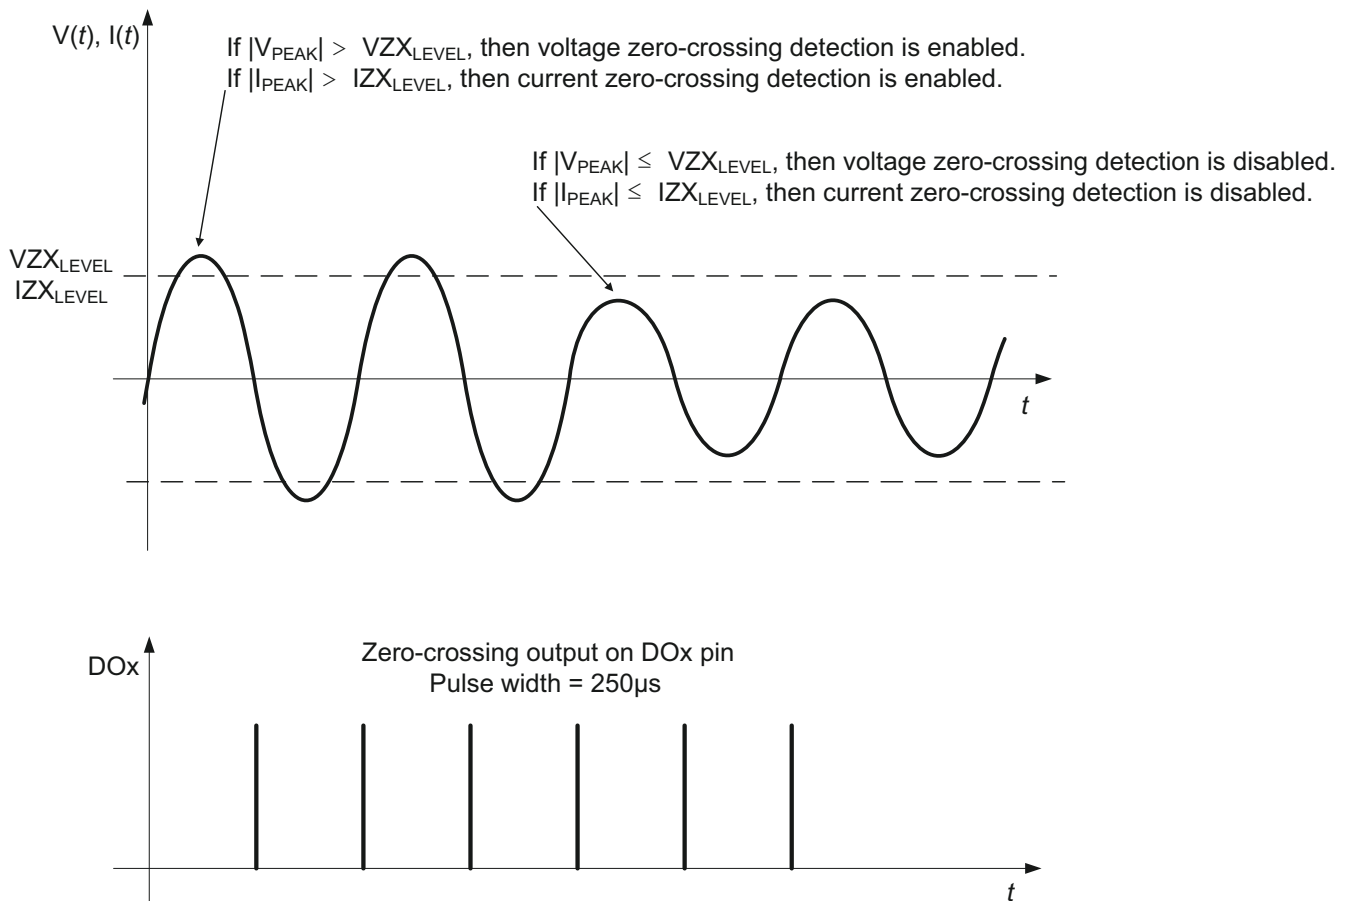 V(t), I(t)
If |VPEAK| > VZXLEVEL, then voltage zero-crossing detection is enabled.
If |IPEAK| > IZXLEVEL, then current zero-crossing detection is enabled.
If |VPEAK| ≤ VZXLEVEL, then voltage zero-crossing detection is disabled.
If |IPEAK| ≤ IZXLEVEL, then current zero-crossing detection is disabled.
VZXLEVEL
IZXLEVEL
t
DOx
Zero-crossing output on DOx pin
Pulse width = 250µs
t